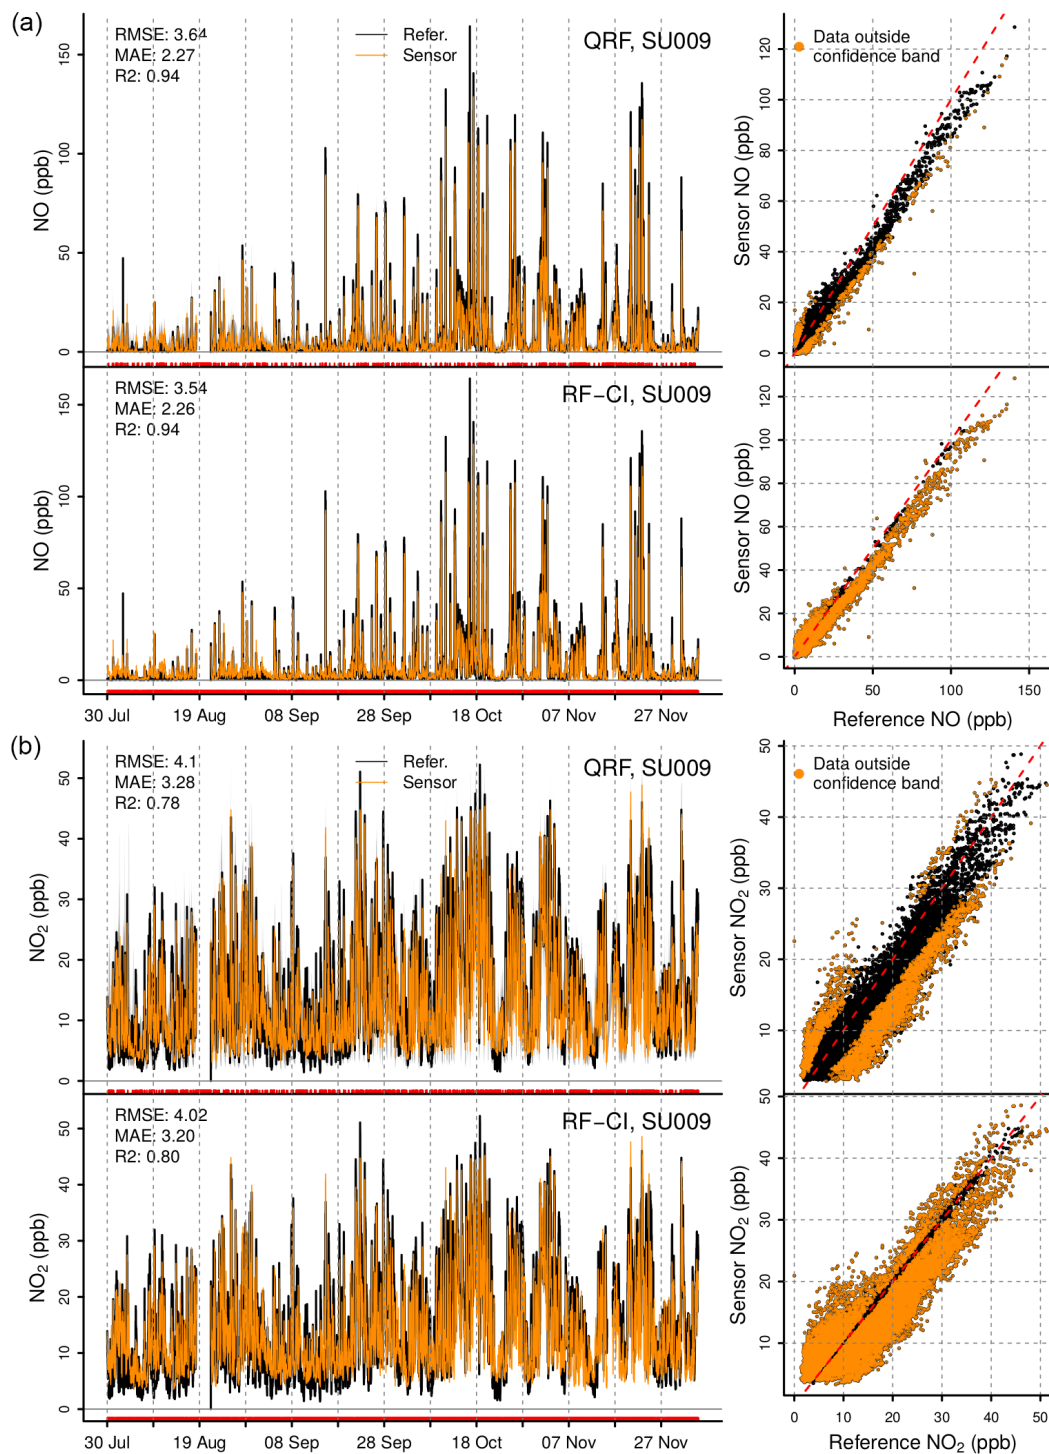 (a)
RMSE: 3.64
MAE: 2.27
R2: 0.94
Refer.
Sensor
QRF, SU009
NO (ppb)
150
100
50
0
Data outside
confidence band
Sensor NO (ppb)
120
100
80
60
40
20
0
RMSE: 3.54
MAE: 2.26
R2: 0.94
RF−CI, SU009
NO (ppb)
150
100
50
0
30 Jul
19 Aug
08 Sep
28 Sep
18 Oct
07 Nov
27 Nov
Sensor NO (ppb)
120
100
80
60
40
20
0
0
50
100
150
Reference NO (ppb)
(b)
RMSE: 4.1
MAE: 3.28
R2: 0.78
Refer.
Sensor
QRF, SU009
NO₂ (ppb)
50
40
30
20
10
0
Data outside
confidence band
Sensor NO₂ (ppb)
50
40
30
20
10
RMSE: 4.02
MAE: 3.20
R2: 0.80
RF−CI, SU009
NO₂ (ppb)
50
40
30
20
10
0
30 Jul
19 Aug
08 Sep
28 Sep
18 Oct
07 Nov
27 Nov
Sensor NO₂ (ppb)
50
40
30
20
10
0
10
20
30
40
50
Reference NO₂ (ppb)